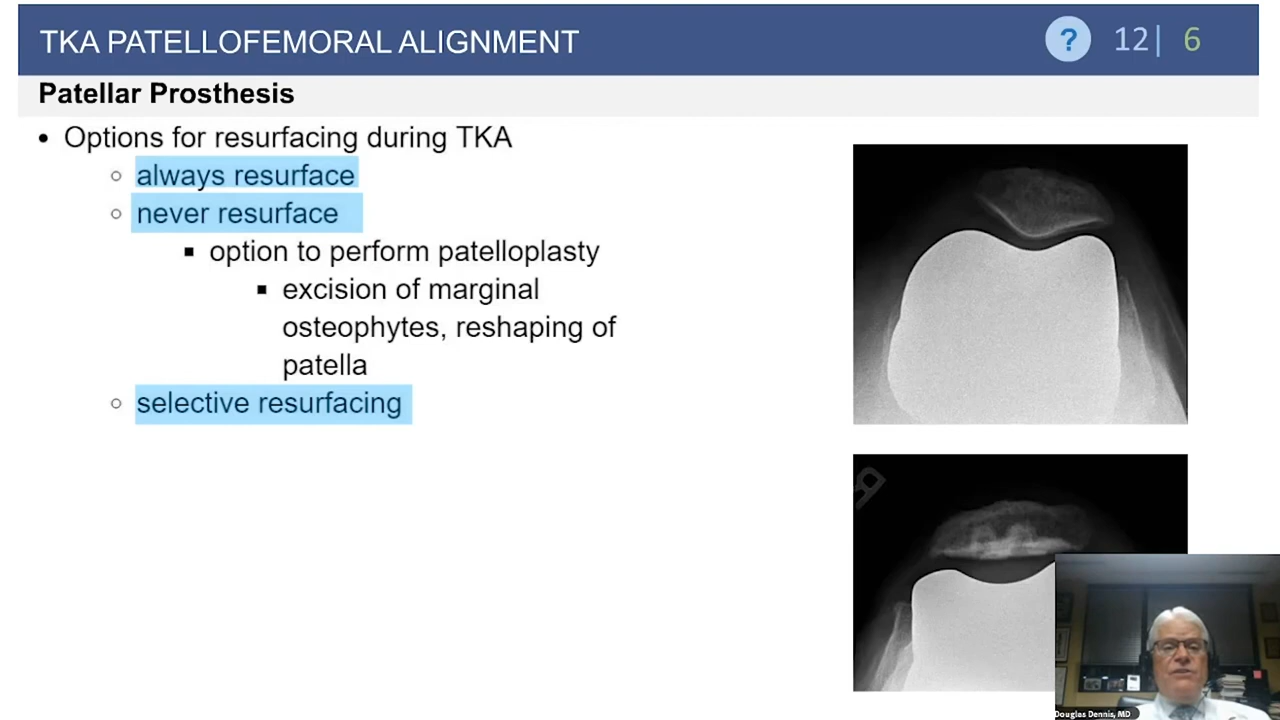 TKA PATELLOFEMORAL ALIGNMENT
? 12| 6
Patellar Prosthesis
• Options for resurfacing during TKA
○ always resurface
○ never resurface
▪ option to perform patelloplasty
▪ excision of marginal
osteophytes, reshaping of
patella
○ selective resurfacing
R
Douglas Dennis, MD